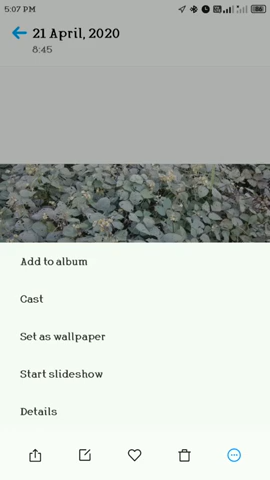 5:07 PM
21 April, 2020
8:45
Add to album
Cast
Set as wallpaper
Start slideshow
Details